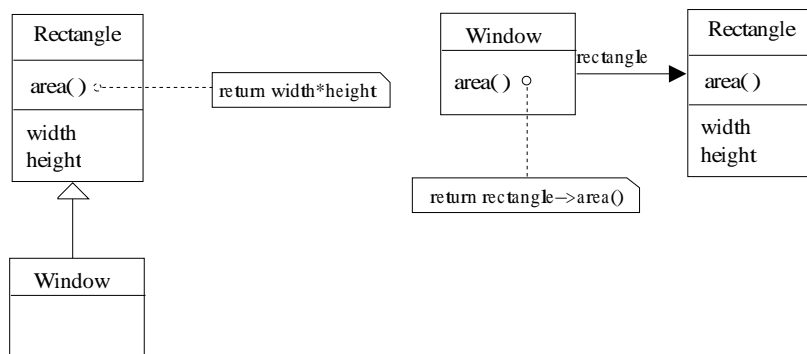 Rectangle
area( )
return width*height
width
height
Window
Window
area( )
rectangle
return rectangle−>area()
Rectangle
area( )
width
height